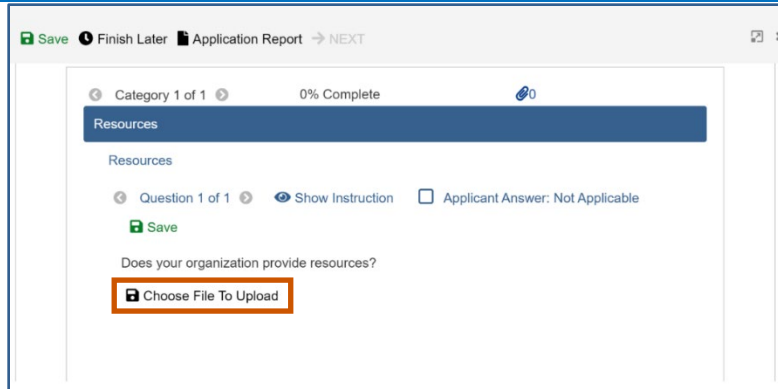 Save Finish Later Application Report → NEXT
Category 1 of 1 0% Complete 0
Resources
Resources
Question 1 of 1 Show Instruction Applicant Answer: Not Applicable
Save
Does your organization provide resources?
Choose File To Upload